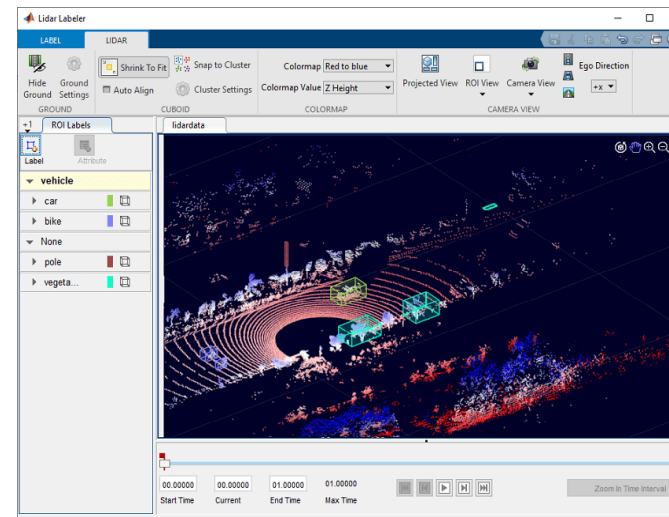 Lidar Labeler
LABEL
LIDAR
Hide Ground
Ground Settings
GROUND
Shrink To Fit
Auto Align
Snap to Cluster
Cluster Settings
CUBOID
Colormap Red to blue
Colormap Value Z Height
COLORMAP
Projected View
ROI View
Camera View
Ego Direction
+x
CAMERA VIEW
+1
ROI Labels
lidardata
Label
Attribute
vehicle
car
bike
None
pole
vegeta...
00.00000 00.00000 01.00000 01.00000
Start Time Current End Time Max Time
Zoom In Time Interval